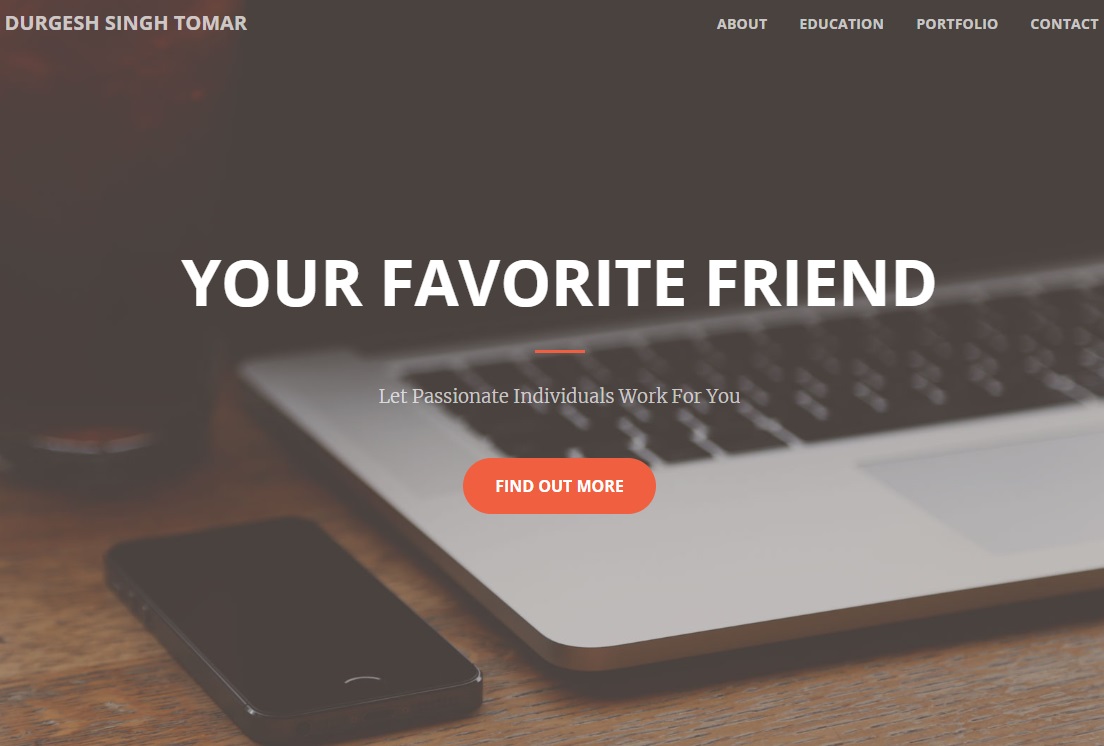 DURGESH SINGH TOMAR
ABOUT EDUCATION PORTFOLIO CONTACT
YOUR FAVORITE FRIEND
Let Passionate Individuals Work For You
FIND OUT MORE